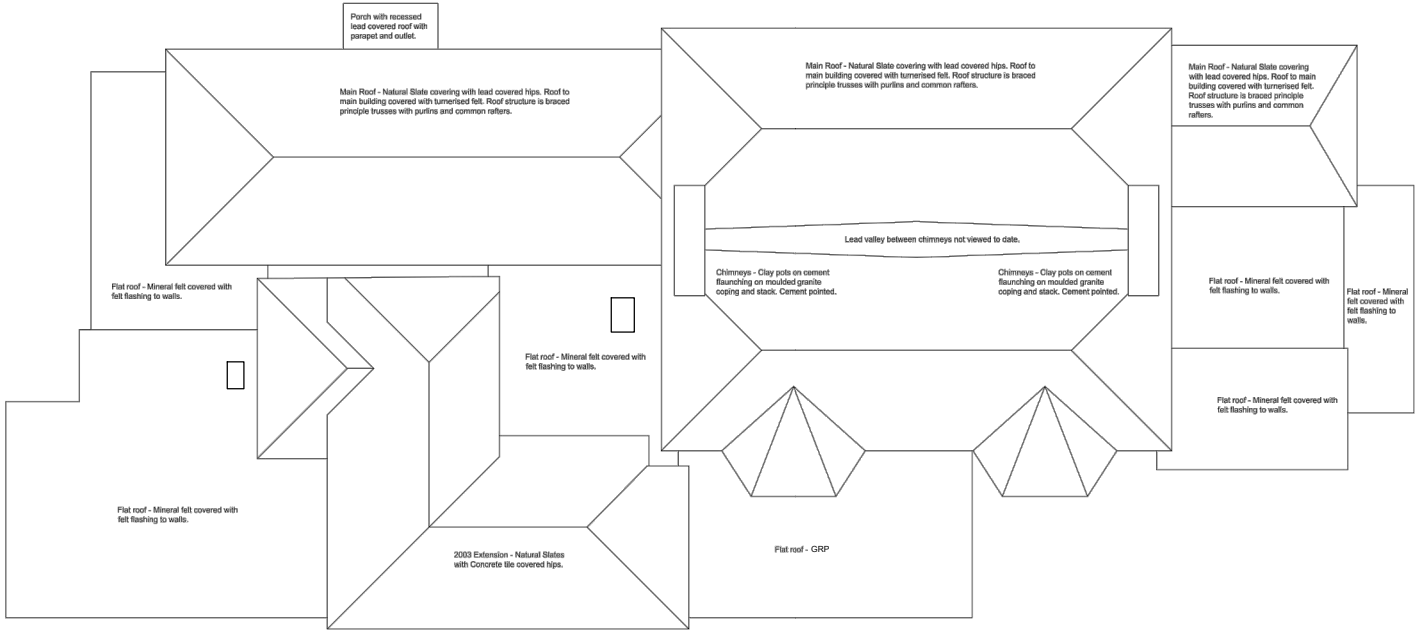 Porch with recessed
lead covered roof with
parapet and outlet.
Main Roof - Natural Slate covering with lead covered hips. Roof to
main building covered with turnerised felt. Roof structure is braced
principle trusses with purlins and common rafters.
Main Roof - Natural Slate covering with lead covered hips. Roof to
main building covered with turnerised felt. Roof structure is braced
principle trusses with purlins and common rafters.
Main Roof - Natural Slate covering
with lead covered hips. Roof to main
building covered with turnerised felt.
Roof structure is braced principle
trusses with purlins and common
rafters.
Lead valley between chimneys not viewed to date.
Chimneys - Clay pots on cement
flaunching on moulded granite
coping and stack. Cement pointed.
Chimneys - Clay pots on cement
flaunching on moulded granite
coping and stack. Cement pointed.
Flat roof - Mineral felt covered with
felt flashing to walls.
Flat roof - Mineral felt covered with
felt flashing to walls.
Flat roof - Mineral
felt covered with
felt flashing to
walls.
Flat roof - Mineral felt covered with
felt flashing to walls.
Flat roof - Mineral felt covered with
felt flashing to walls.
Flat roof - Mineral felt covered with
felt flashing to walls.
2003 Extension - Natural Slates
with Concrete tile covered hips.
Flat roof - GRP